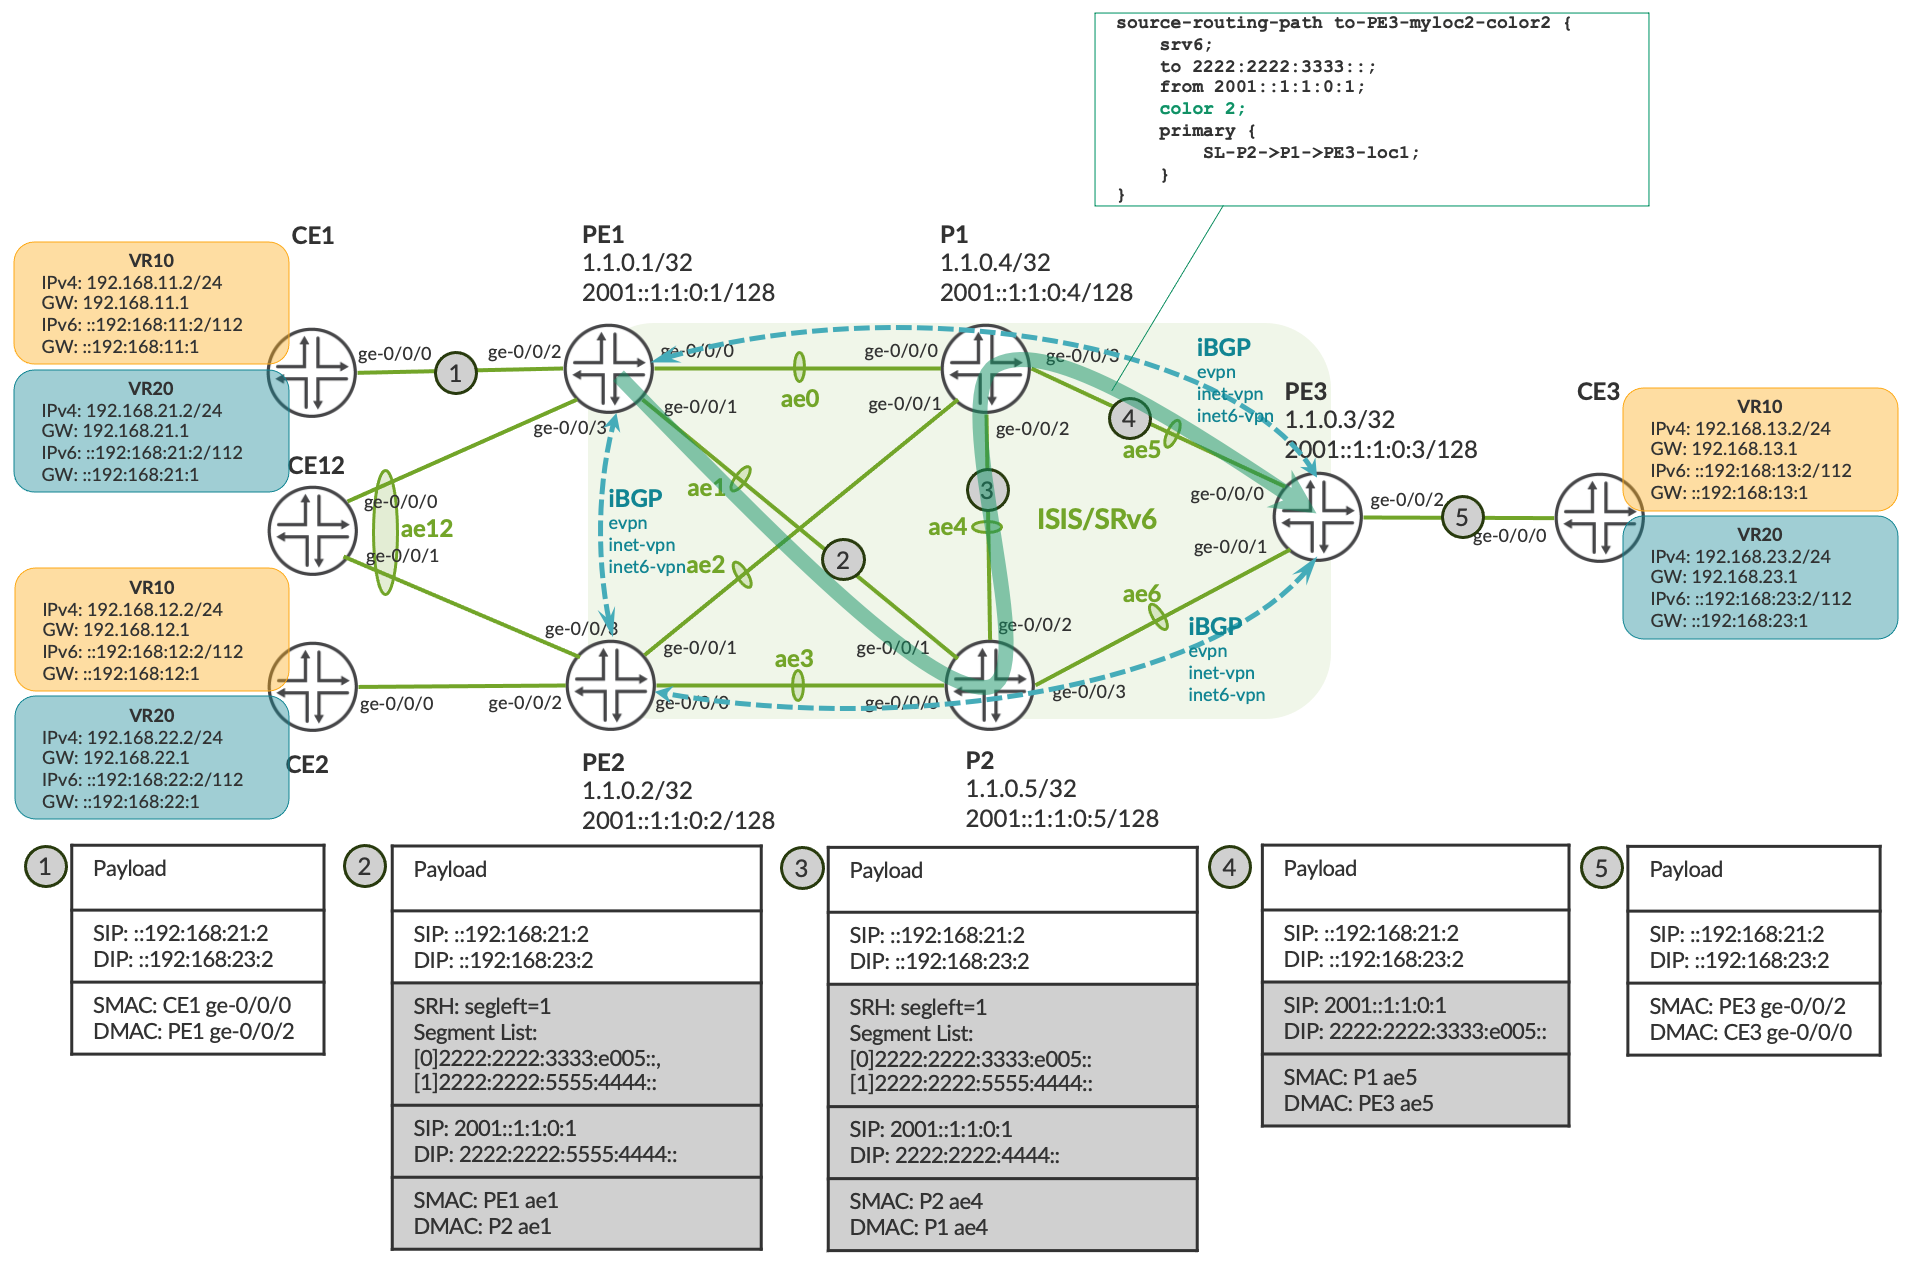 source-routing-path to-PE3-myloc2-color2 {
srv6;
to 2222:2222:3333::;
from 2001::1:1:0:1;
color 2;
primary {
SL-P2->P1->PE3-loc1;
}
}
CE1
PE1
1.1.0.1/32
2001::1:1:0:1/128
P1
1.1.0.4/32
2001::1:1:0:4/128
VR10
IPv4: 192.168.11.2/24
GW: 192.168.11.1
IPv6: ::192:168:11:2/112
GW: ::192:168:11:1
VR20
IPv4: 192.168.21.2/24
GW: 192.168.21.1
IPv6: ::192:168:21:2/112
GW: ::192:168:21:1
ge-0/0/0
1
ge-0/0/2
ge-0/0/0
ae0
ge-0/0/0
ge-0/0/3
iBGP
evpn
inet-vpn
inet6-vpn
ge-0/0/1
ge-0/0/1
ge-0/0/3
ge-0/0/2
4
ae5
PE3
1.1.0.3/32
2001::1:1:0:3/128
CE3
VR10
IPv4: 192.168.13.2/24
GW: 192.168.13.1
IPv6: ::192:168:13:2/112
GW: ::192:168:13:1
VR20
IPv4: 192.168.23.2/24
GW: 192.168.23.1
IPv6: ::192:168:23:2/112
GW: ::192:168:23:1
CE12
ge-0/0/0
ae12
ge-0/0/1
iBGP
evpn
inet-vpn
inet6-vpn
ae1
ae2
2
3
ae4
ISIS/SRv6
ge-0/0/0
ge-0/0/1
ge-0/0/2
5
ge-0/0/0
VR10
IPv4: 192.168.12.2/24
GW: 192.168.12.1
IPv6: ::192:168:12:2/112
GW: ::192:168:12:1
VR20
IPv4: 192.168.22.2/24
GW: 192.168.22.1
IPv6: ::192:168:22:2/112
GW: ::192:168:22:1
ge-0/0/3
ge-0/0/1
ae3
ge-0/0/1
ge-0/0/2
ae6
iBGP
evpn
inet-vpn
inet6-vpn
ge-0/0/0
ge-0/0/2
ge-0/0/0
ge-0/0/0
ge-0/0/3
CE2
PE2
1.1.0.2/32
2001::1:1:0:2/128
P2
1.1.0.5/32
2001::1:1:0:5/128
1
Payload
SIP: ::192:168:21:2
DIP: ::192:168:23:2
SMAC: CE1 ge-0/0/0
DMAC: PE1 ge-0/0/2
2
Payload
SIP: ::192:168:21:2
DIP: ::192:168:23:2
SRH: segleft=1
Segment List:
[0]2222:2222:3333:e005::,
[1]2222:2222:5555:4444::
SIP: 2001::1:1:0:1
DIP: 2222:2222:5555:4444::
SMAC: PE1 ae1
DMAC: P2 ae1
3
Payload
SIP: ::192:168:21:2
DIP: ::192:168:23:2
SRH: segleft=1
Segment List:
[0]2222:2222:3333:e005::
[1]2222:2222:5555:4444::
SIP: 2001::1:1:0:1
DIP: 2222:2222:4444::
SMAC: P2 ae4
DMAC: P1 ae4
4
Payload
SIP: ::192:168:21:2
DIP: ::192:168:23:2
SIP: 2001::1:1:0:1
DIP: 2222:2222:3333:e005::
SMAC: P1 ae5
DMAC: PE3 ae5
5
Payload
SIP: ::192:168:21:2
DIP: ::192:168:23:2
SMAC: PE3 ge-0/0/2
DMAC: CE3 ge-0/0/0